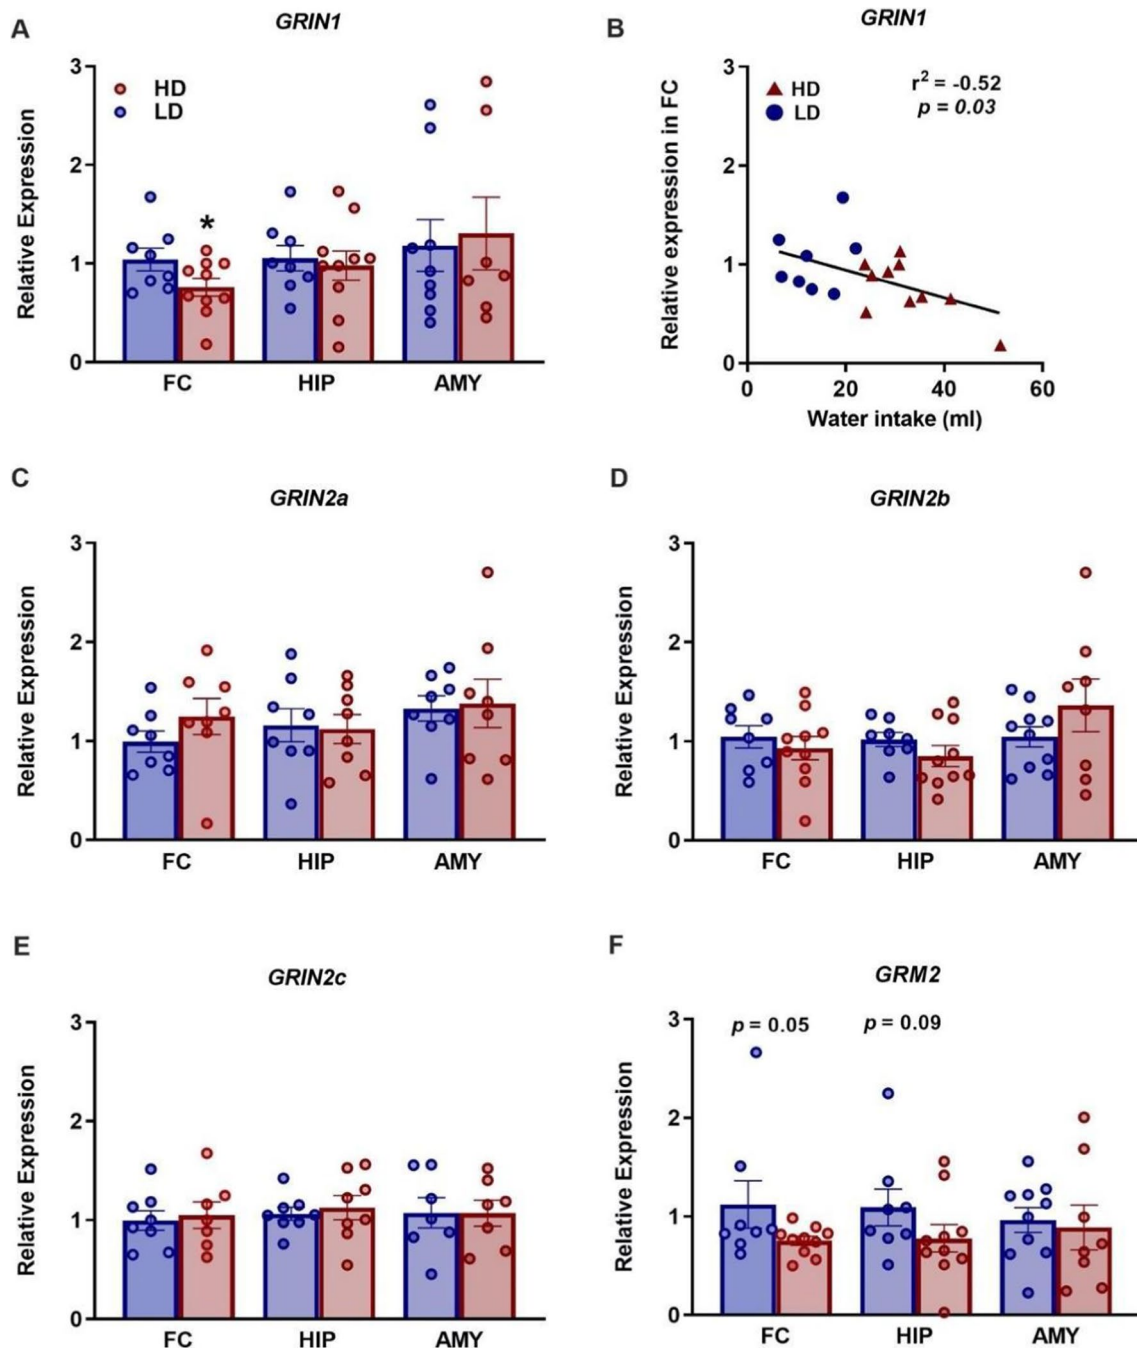 A
GRIN1
3
2
1
0
Relative Expression
HD
LD
*
FC HIP AMY
B
GRIN1
3
2
1
0
Relative expression in FC
HD
LD
r² = -0.52
p = 0.03
0 20 40 60
Water intake (ml)
C
GRIN2a
3
2
1
0
Relative Expression
FC HIP AMY
D
GRIN2b
3
2
1
0
Relative Expression
FC HIP AMY
E
GRIN2c
3
2
1
0
Relative Expression
FC HIP AMY
F
GRM2
p = 0.05 p = 0.09
3
2
1
0
Relative Expression
FC HIP AMY